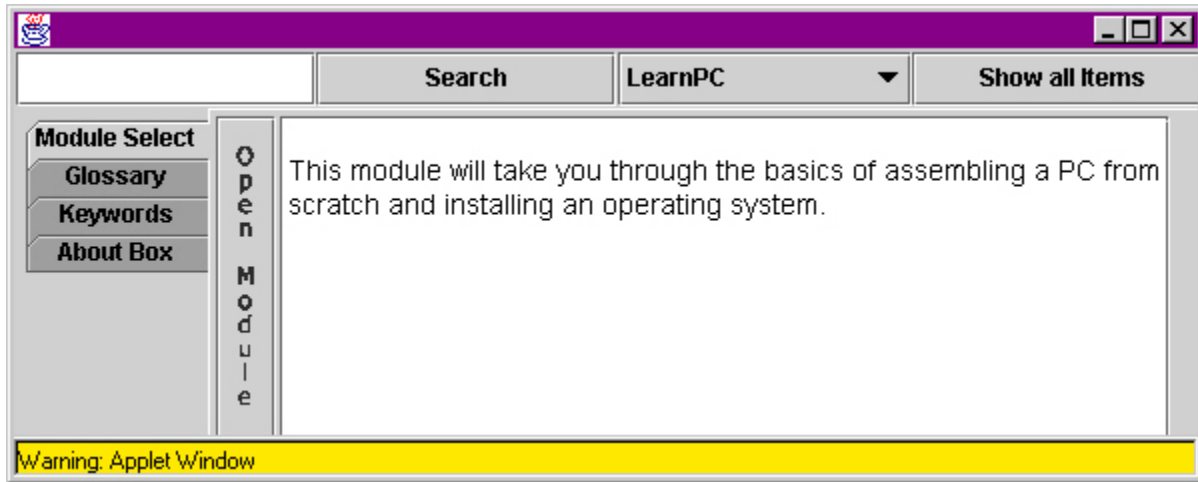 Search
LearnPC
Show all Items
Module Select
Glossary
Keywords
About Box
Open Module
This module will take you through the basics of assembling a PC from
scratch and installing an operating system.
Warning: Applet Window